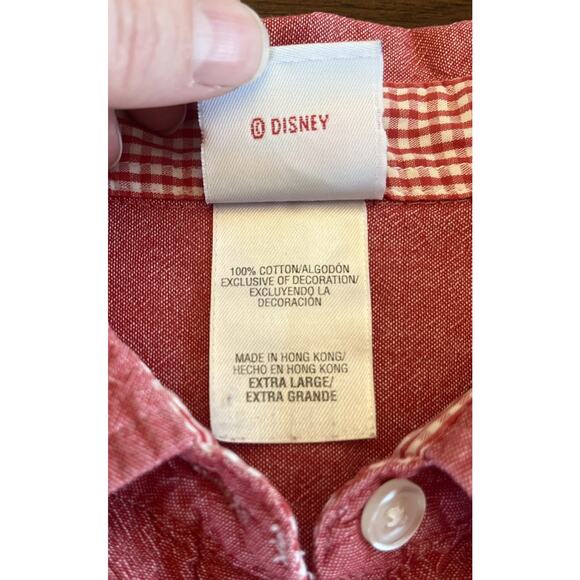 © DISNEY
100% COTTON/ALGODÓN
EXCLUSIVE OF DECORATION/
EXCLUYENDO LA
DECORACIÓN
MADE IN HONG KONG/
HECHO EN HONG KONG
EXTRA LARGE/
EXTRA GRANDE